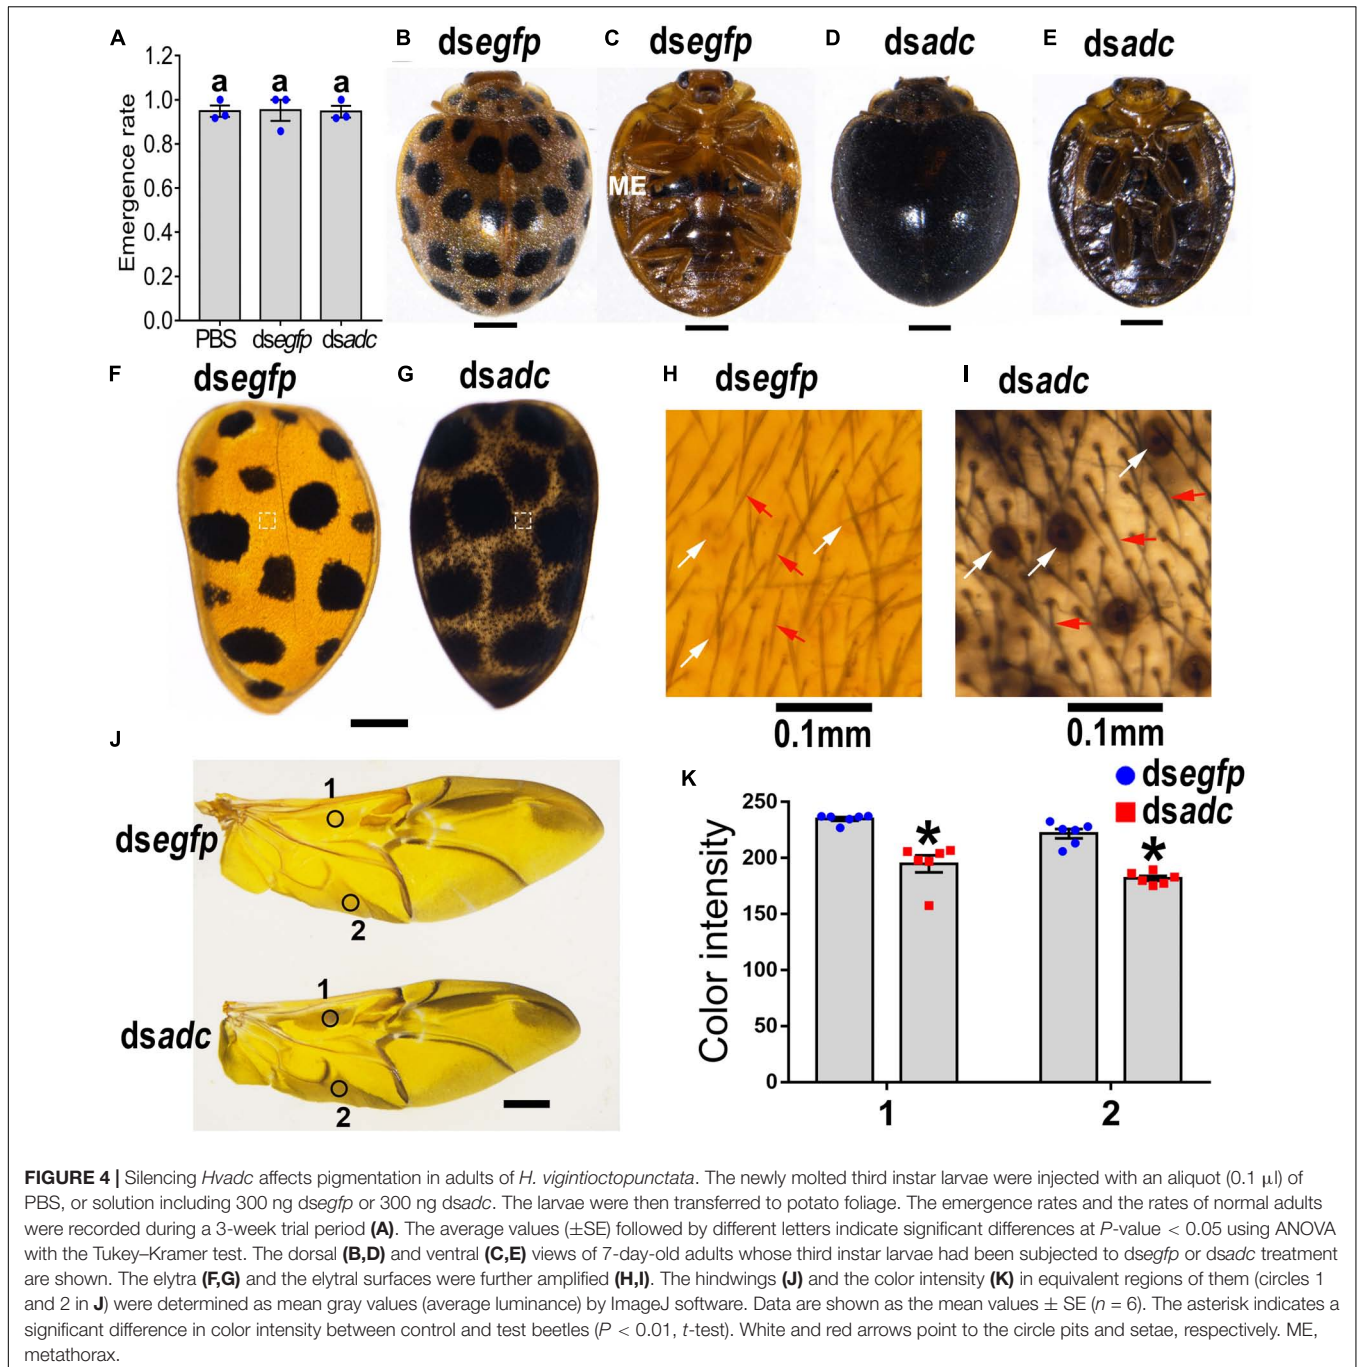 A
B
dsegfp
C
dsegfp
D
dsadc
E
dsadc
Emergence rate
1.2
1.0
0.8
0.6
0.4
0.2
0.0
a
a
a
PBS
dsegfp
dsadc
ME
F
dsegfp
G
dsadc
H
dsegfp
I
dsadc
0.1mm
0.1mm
J
dsegfp
1
2
dsadc
1
2
K
dsegfp
dsadc
Color intensity
250
200
150
100
50
0
*
*
1
2
FIGURE 4 | Silencing Hvadc affects pigmentation in adults of H. vigintioctopunctata. The newly molted third instar larvae were injected with an aliquot (0.1 μl) of
PBS, or solution including 300 ng dsegfp or 300 ng dsadc. The larvae were then transferred to potato foliage. The emergence rates and the rates of normal adults
were recorded during a 3-week trial period (A). The average values (±SE) followed by different letters indicate significant differences at P-value < 0.05 using ANOVA
with the Tukey–Kramer test. The dorsal (B,D) and ventral (C,E) views of 7-day-old adults whose third instar larvae had been subjected to dsegfp or dsadc treatment
are shown. The elytra (F,G) and the elytral surfaces were further amplified (H,I). The hindwings (J) and the color intensity (K) in equivalent regions of them (circles 1
and 2 in J) were determined as mean gray values (average luminance) by ImageJ software. Data are shown as the mean values ± SE (n = 6). The asterisk indicates a
significant difference in color intensity between control and test beetles (P < 0.01, t-test). White and red arrows point to the circle pits and setae, respectively. ME,
metathorax.